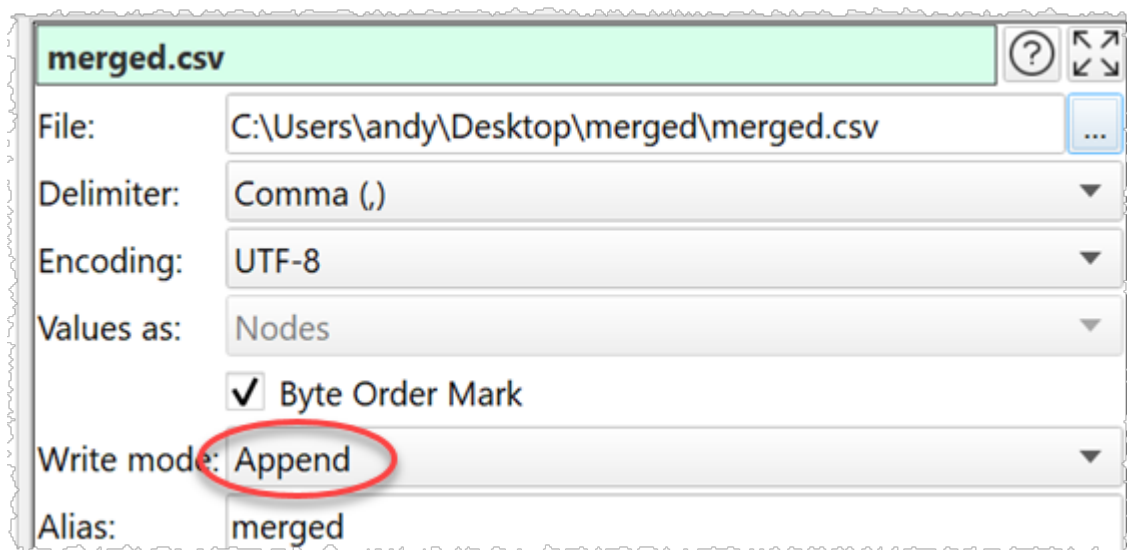 merged.csv
File: C:\Users\andy\Desktop\merged\merged.csv ...
Delimiter: Comma (,)
Encoding: UTF-8
Values as: Nodes
Byte Order Mark
Write mode: Append
Alias: merged